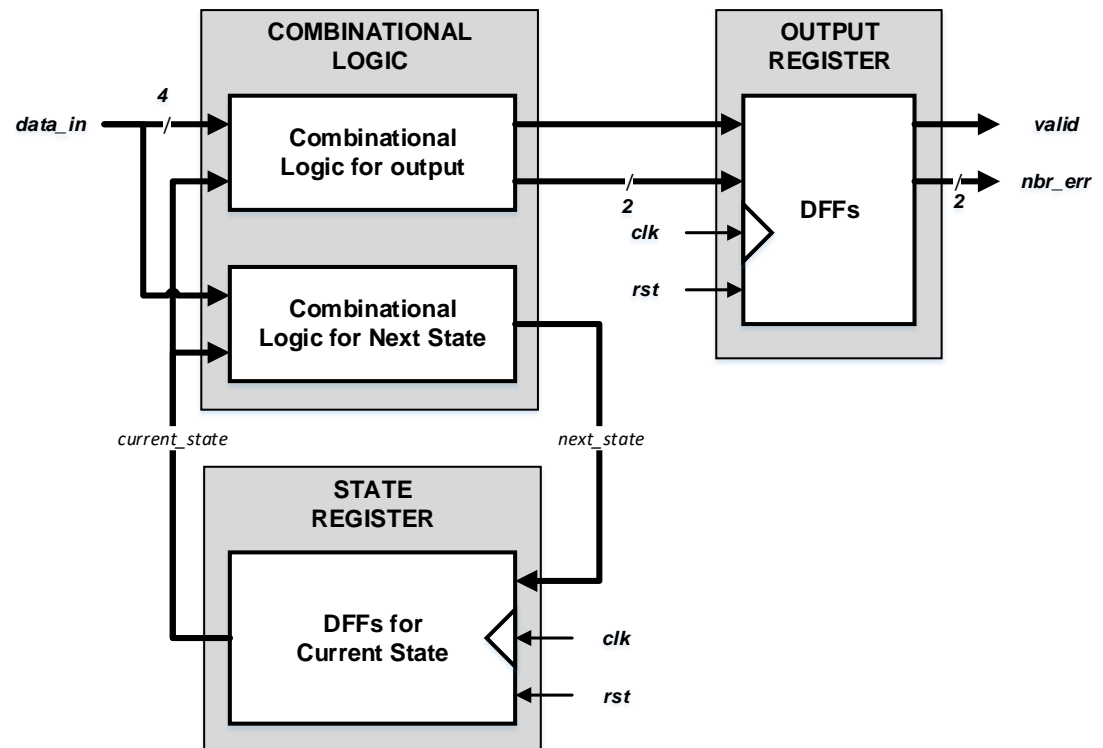 COMBINATIONAL
LOGIC
OUTPUT
REGISTER
4
data_in
Combinational
Logic for output
valid
nbr_err
2
2
DFFs
clk
rst
Combinational
Logic for Next State
current_state
next_state
STATE
REGISTER
DFFs for
Current State
clk
rst